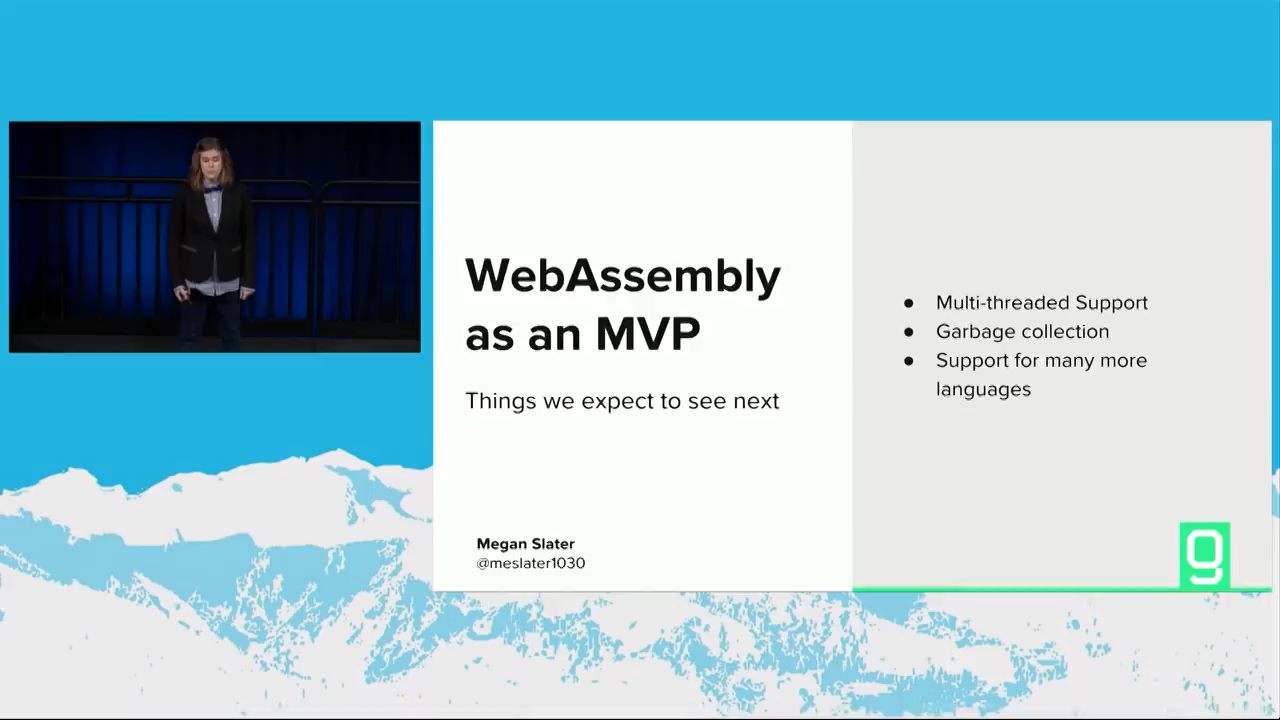 WebAssembly
as an MVP
Things we expect to see next
Megan Slater
@meslater1030
● Multi-threaded Support
● Garbage collection
● Support for many more
languages
g